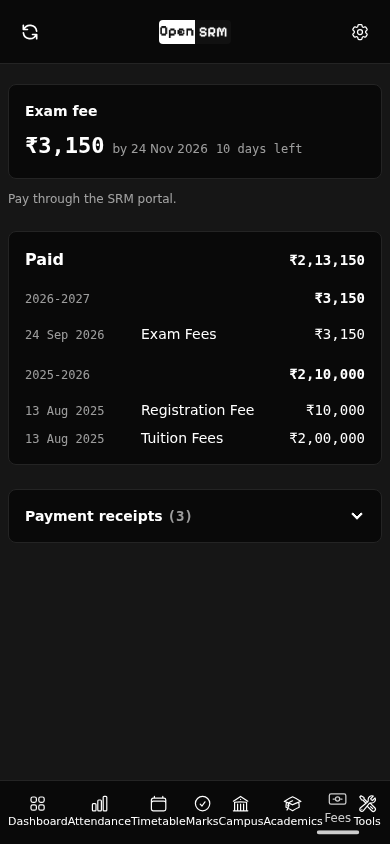 Open SRM
Exam fee
₹3,150 by 24 Nov 2026 10 days left
Pay through the SRM portal.
Paid ₹2,13,150
2026-2027 ₹3,150
24 Sep 2026 Exam Fees ₹3,150
2025-2026 ₹2,10,000
13 Aug 2025 Registration Fee ₹10,000
13 Aug 2025 Tuition Fees ₹2,00,000
Payment receipts (3)
Dashboard Attendance Timetable Marks Campus Academics Fees Tools